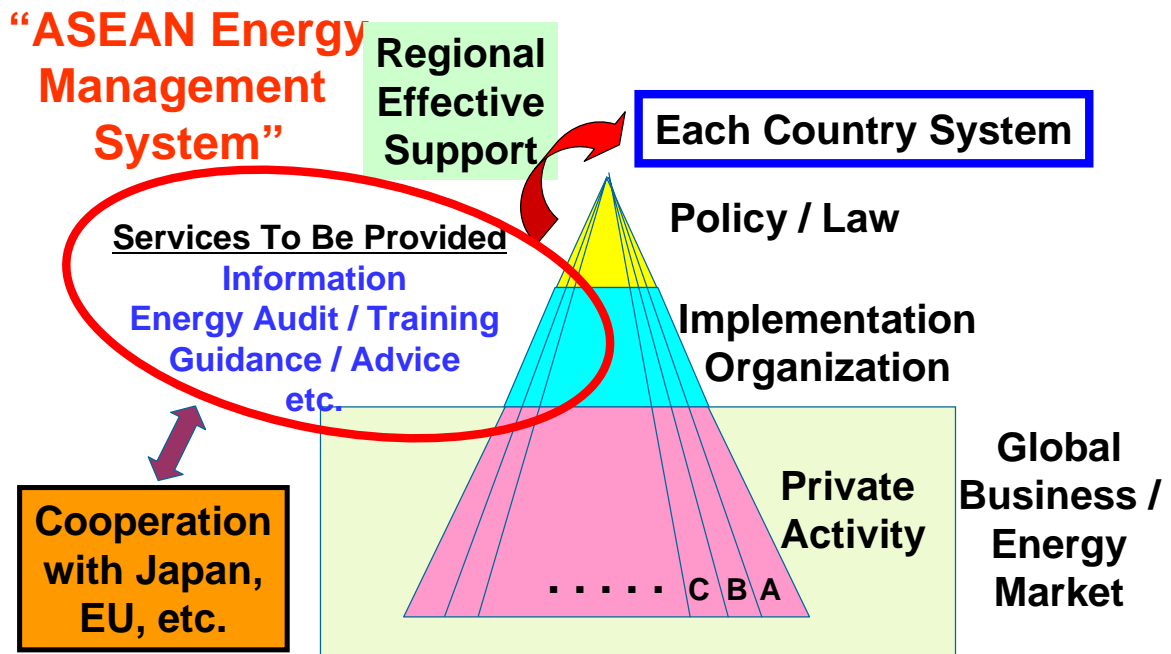 “ASEAN Energy
Management
System”
Regional
Effective
Support
Each Country System
Services To Be Provided
Information
Energy Audit / Training
Guidance / Advice
etc.
Policy / Law
Implementation
Organization
Private
Activity
Global
Business /
Energy
Market
Cooperation
with Japan,
EU, etc.
. . . . . C B A